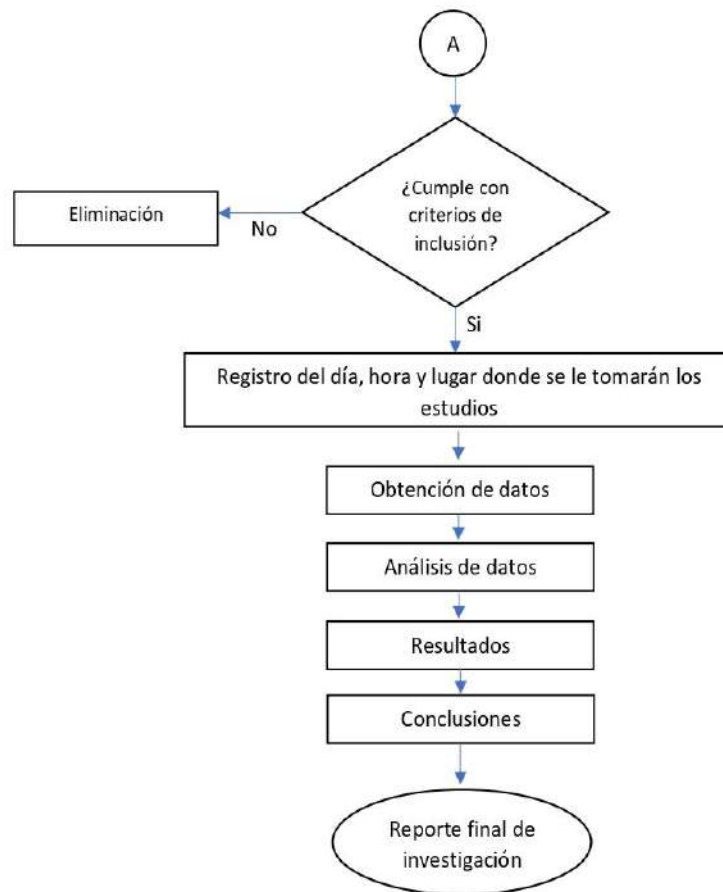 A
¿Cumple con
criterios de
inclusión?
Eliminación
No
Si
Registro del día, hora y lugar donde se le tomarán los
estudios
Obtención de datos
Análisis de datos
Resultados
Conclusiones
Reporte final de
investigación